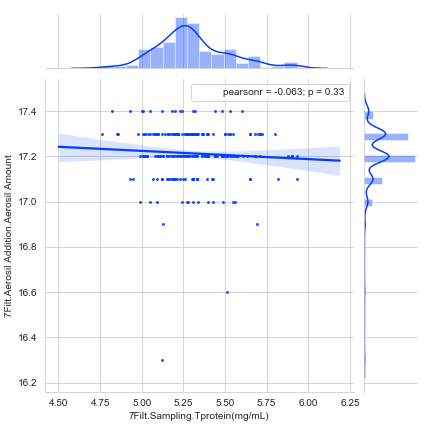 pearsonr = -0.063; p = 0.33
17.4
17.2
17.0
16.8
16.6
16.4
16.2
7Filt.Aerosil Addition.Aerosil Amount
4.50 4.75 5.00 5.25 5.50 5.75 6.00 6.25
7Filt.Sampling.Tprotein(mg/mL)